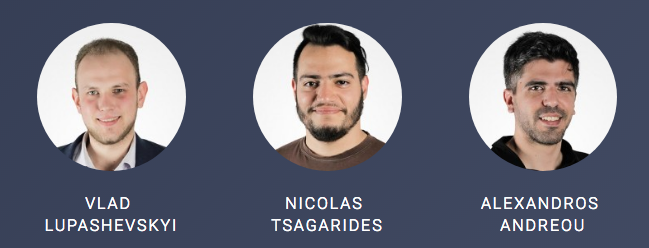 VLAD
LUPASHEVSKYI
NICOLAS
TSAGARIDES
ALEXANDROS
ANDREOU